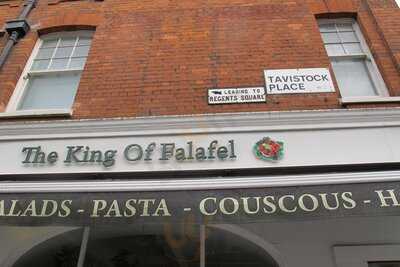 LEADING TO
REGENTS SQUARE
TAVISTOCK
PLACE
The King Of Falafel
ALADS - PASTA - COUSCOUS - H